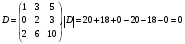 D = ( 1 3 5
0 2 3
2 6 10 ), |D| = 20 + 18 + 0 − 20 − 18 − 0 = 0